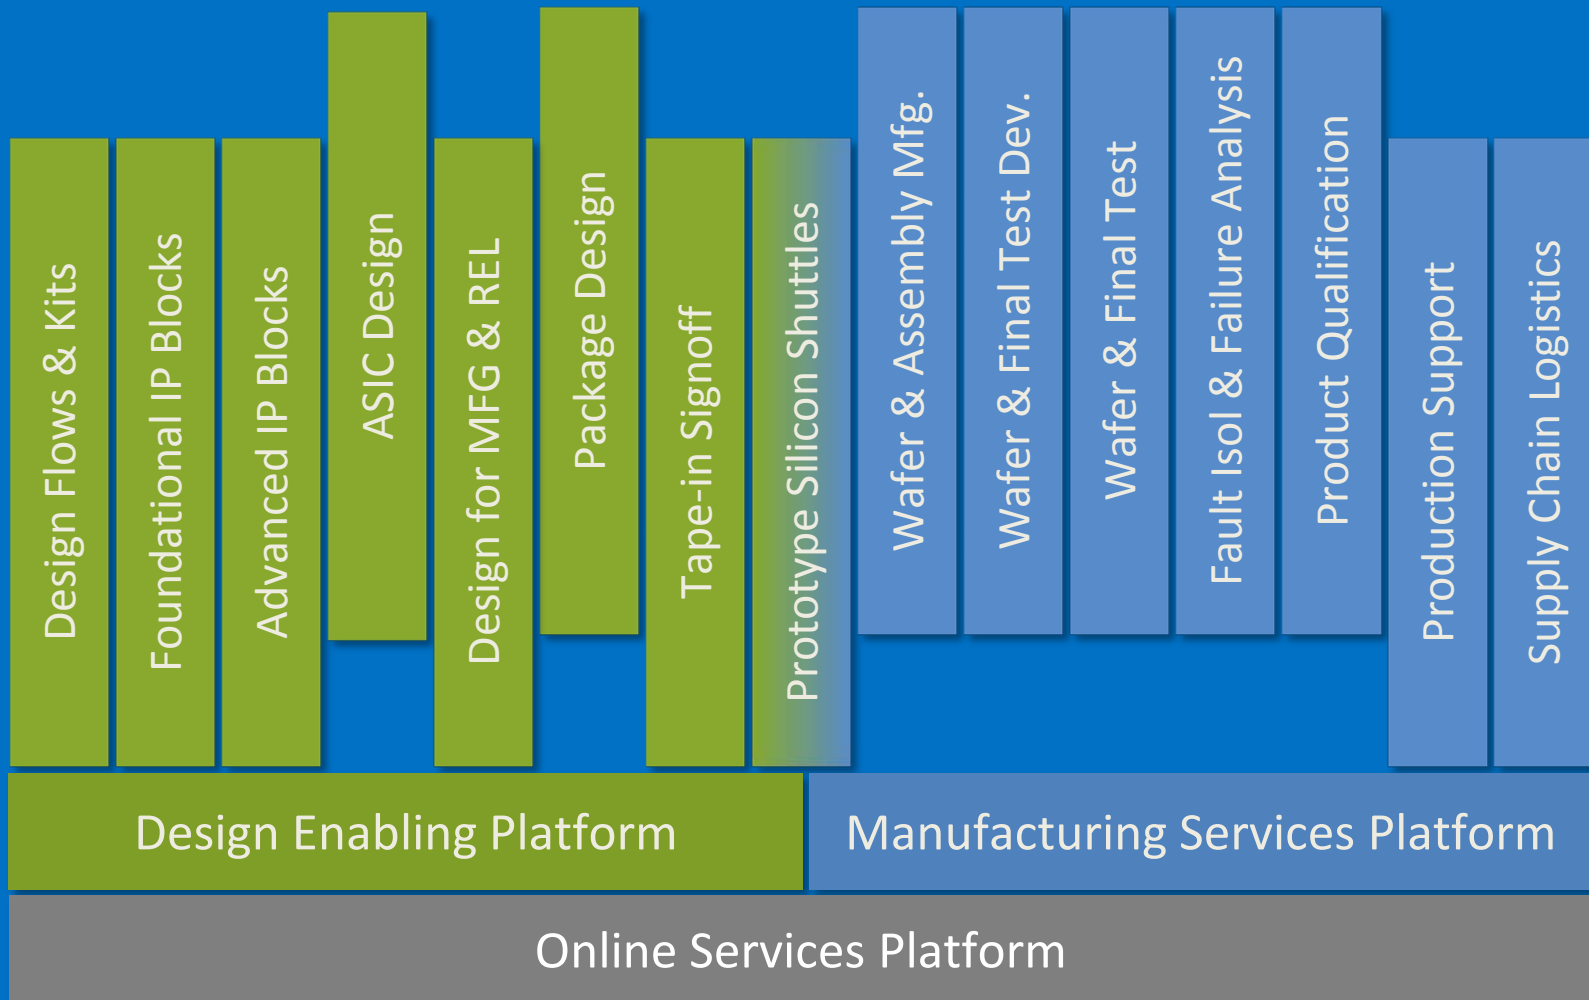 Design Flows & Kits
Foundational IP Blocks
Advanced IP Blocks
ASIC Design
Design for MFG & REL
Package Design
Tape-in Signoff
Prototype Silicon Shuttles
Wafer & Assembly Mfg.
Wafer & Final Test Dev.
Wafer & Final Test
Fault Isol & Failure Analysis
Product Qualification
Production Support
Supply Chain Logistics
Design Enabling Platform
Manufacturing Services Platform
Online Services Platform